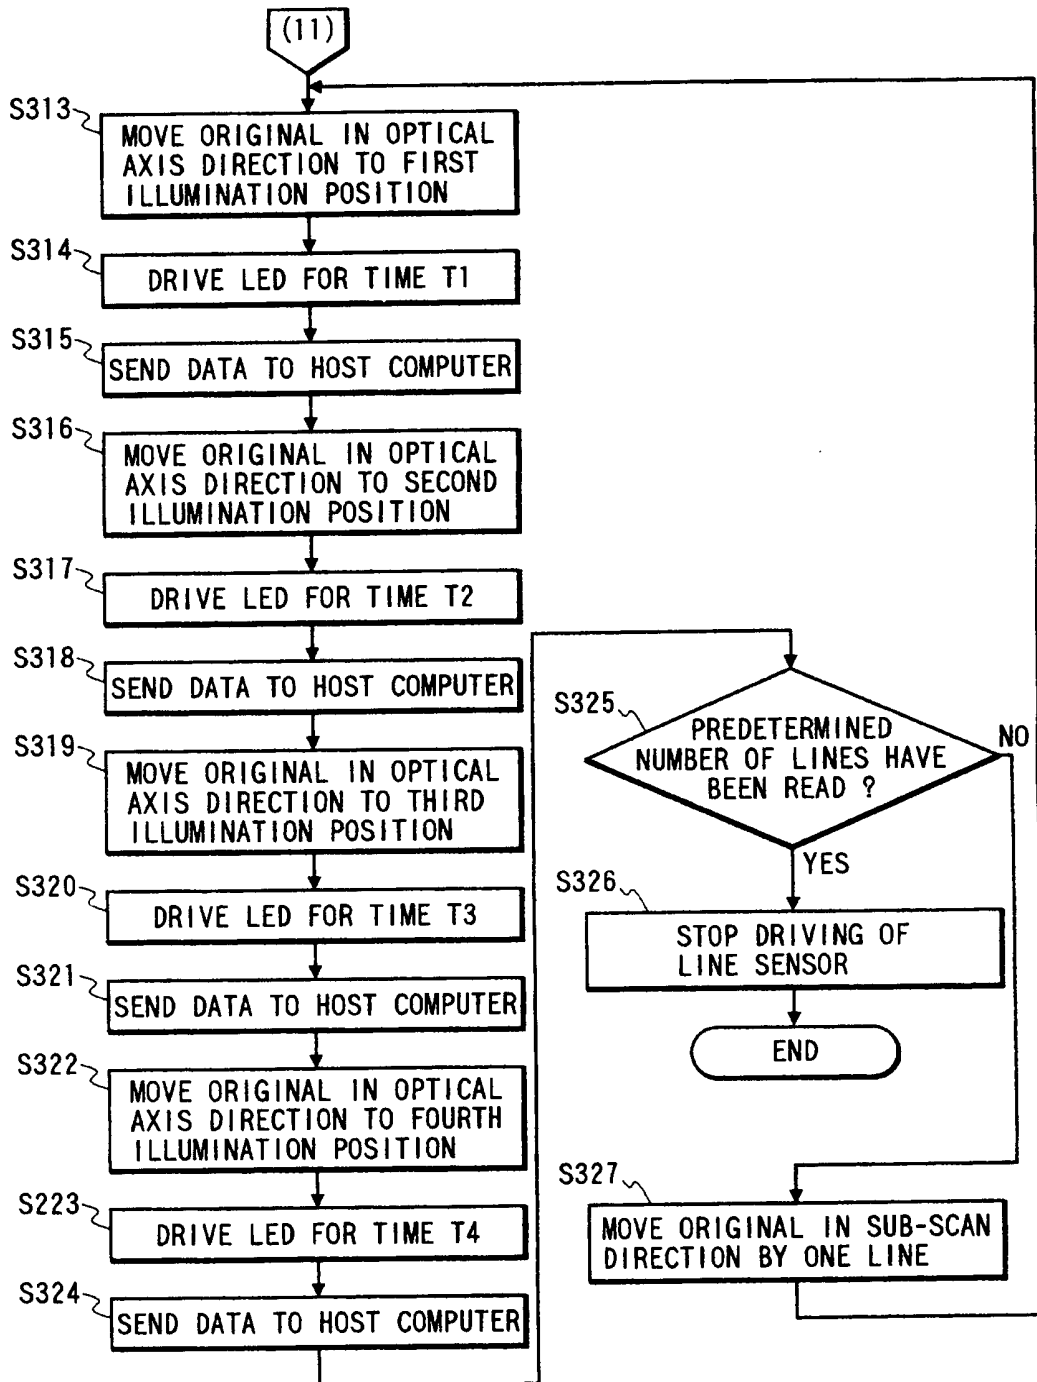 (11)
S313
MOVE ORIGINAL IN OPTICAL
AXIS DIRECTION TO FIRST
ILLUMINATION POSITION
S314
DRIVE LED FOR TIME T1
S315
SEND DATA TO HOST COMPUTER
S316
MOVE ORIGINAL IN OPTICAL
AXIS DIRECTION TO SECOND
ILLUMINATION POSITION
S317
DRIVE LED FOR TIME T2
S318
SEND DATA TO HOST COMPUTER
S319
MOVE ORIGINAL IN OPTICAL
AXIS DIRECTION TO THIRD
ILLUMINATION POSITION
S320
DRIVE LED FOR TIME T3
S321
SEND DATA TO HOST COMPUTER
S322
MOVE ORIGINAL IN OPTICAL
AXIS DIRECTION TO FOURTH
ILLUMINATION POSITION
S223
DRIVE LED FOR TIME T4
S324
SEND DATA TO HOST COMPUTER
S325
PREDETERMINED
NUMBER OF LINES HAVE
BEEN READ ?
NO
YES
S326
STOP DRIVING OF
LINE SENSOR
END
S327
MOVE ORIGINAL IN SUB-SCAN
DIRECTION BY ONE LINE